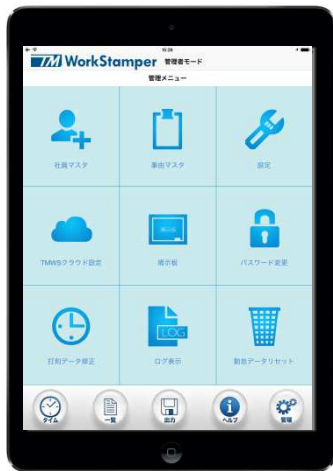 TM WorkStamper 管理者モード
管理メニュー
社員マスタ
事由マスタ
設定
TMWSクラウド設定
掲示板
パスワード変更
打刻データ修正
LOG
ログ表示
勤怠データリセット
タイム
一覧
出力
ヘルプ
管理